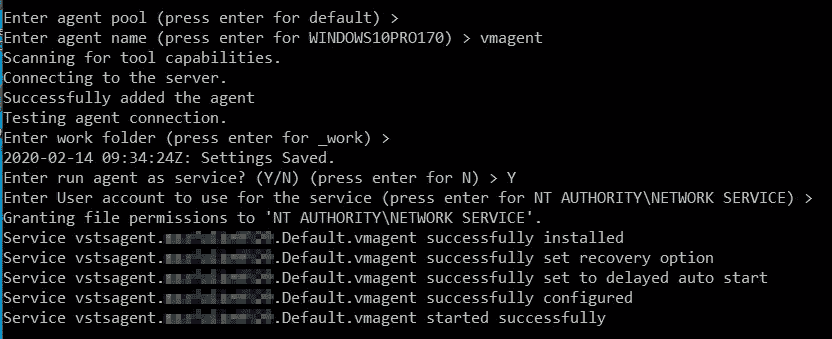 Enter agent pool (press enter for default) >
Enter agent name (press enter for WINDOWS10PRO170) > vmagent
Scanning for tool capabilities.
Connecting to the server.
Successfully added the agent
Testing agent connection.
Enter work folder (press enter for _work) >
2020-02-14 09:34:24Z: Settings Saved.
Enter run agent as service? (Y/N) (press enter for N) > Y
Enter User account to use for the service (press enter for NT AUTHORITY\NETWORK SERVICE) >
Granting file permissions to 'NT AUTHORITY\NETWORK SERVICE'.
Service vstsagent. .Default.vmagent successfully installed
Service vstsagent. .Default.vmagent successfully set recovery option
Service vstsagent. .Default.vmagent successfully set to delayed auto start
Service vstsagent. .Default.vmagent successfully configured
Service vstsagent. .Default.vmagent started successfully